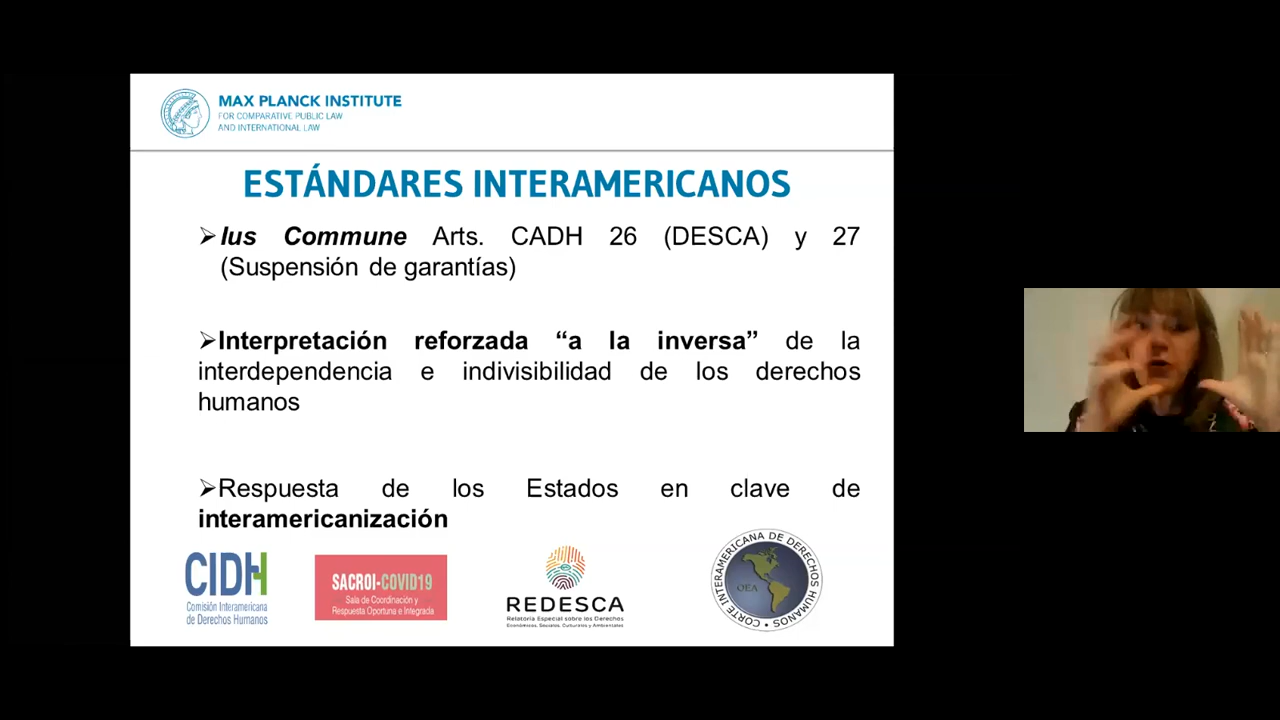 MAX PLANCK INSTITUTE
FOR COMPARATIVE PUBLIC LAW
AND INTERNATIONAL LAW
ESTÁNDARES INTERAMERICANOS
➢Ius Commune Arts. CADH 26 (DESCA) y 27
(Suspensión de garantías)
➢Interpretación reforzada “a la inversa” de la
interdependencia e indivisibilidad de los derechos
humanos
➢Respuesta de los Estados en clave de
interamericanización
CIDH
Comisión Interamericana
de Derechos Humanos
SACROI-COVID19
Sala de Coordinación y
Respuesta Oportuna e Integrada
REDESCA
Relatoría Especial sobre los Derechos
Económicos, Sociales, Culturales y Ambientales
CORTE INTERAMERICANA DE DERECHOS HUMANOS
OEA